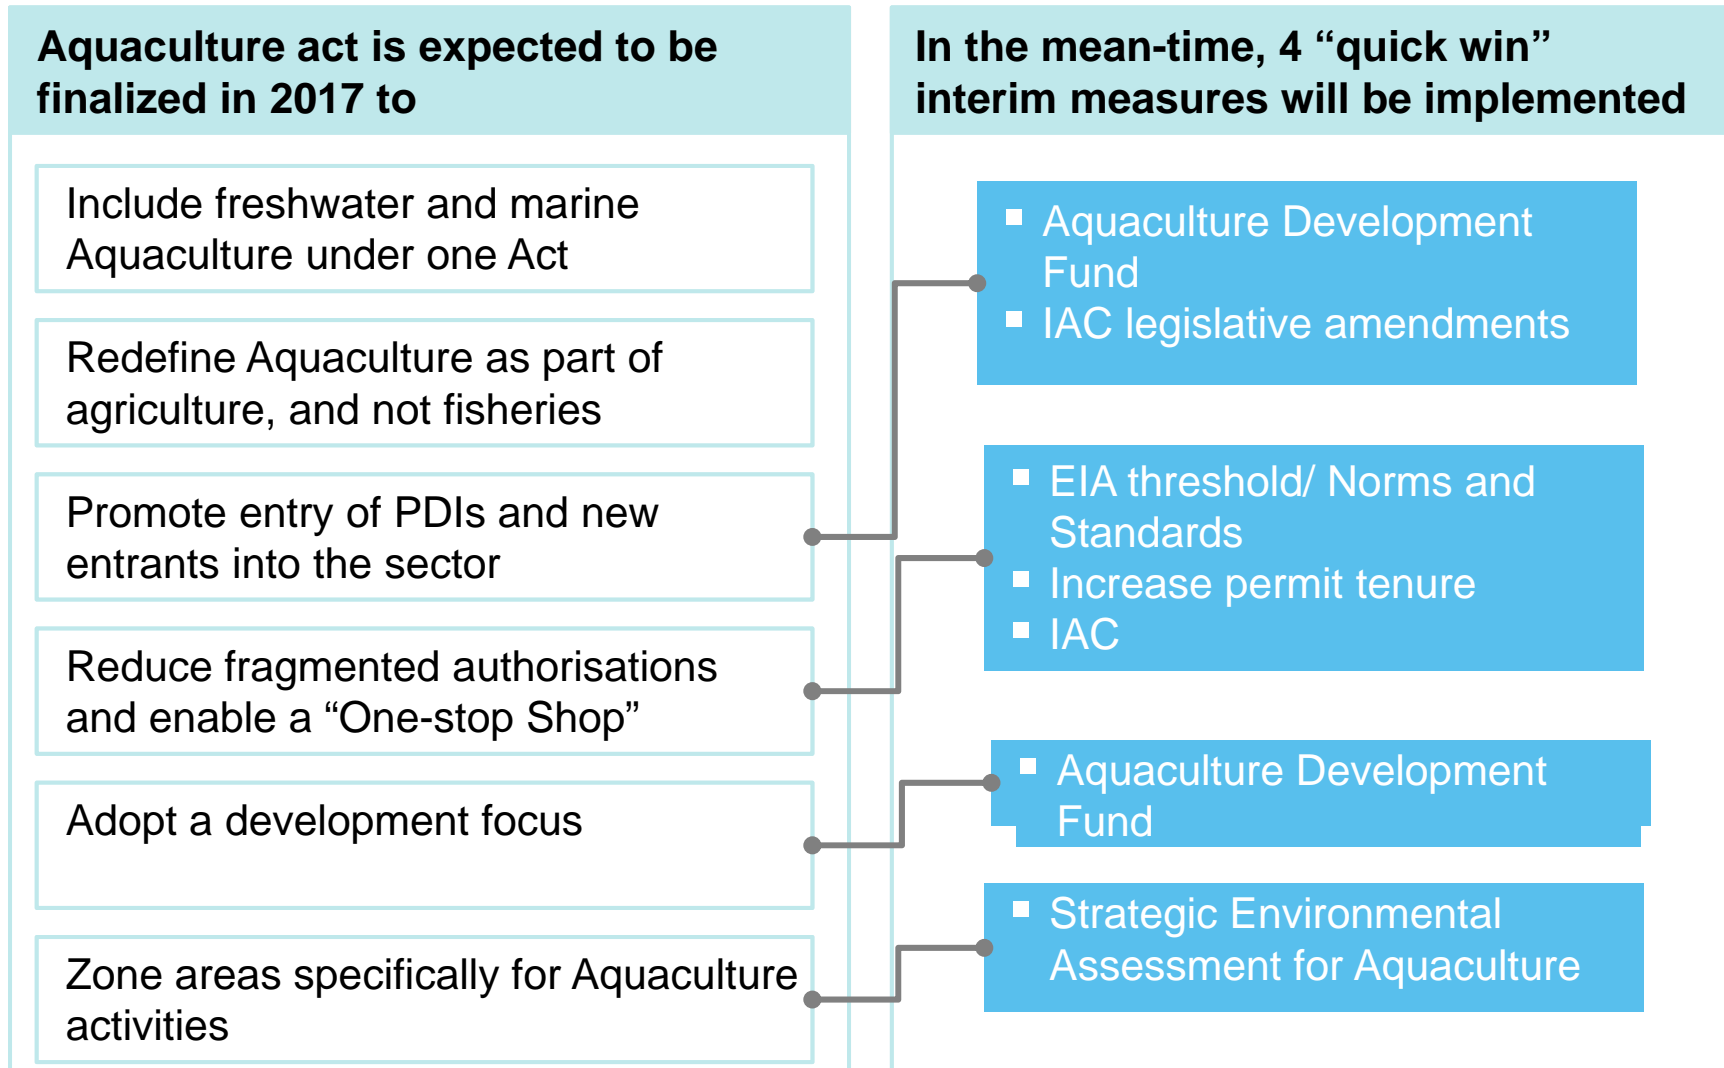 Aquaculture act is expected to be
finalized in 2017 to
Include freshwater and marine
Aquaculture under one Act
Redefine Aquaculture as part of
agriculture, and not fisheries
Promote entry of PDIs and new
entrants into the sector
Reduce fragmented authorisations
and enable a “One-stop Shop”
Adopt a development focus
Zone areas specifically for Aquaculture
activities
In the mean-time, 4 “quick win”
interim measures will be implemented
▪ Aquaculture Development
Fund
▪ IAC legislative amendments
▪ EIA threshold/ Norms and
Standards
▪ Increase permit tenure
▪ IAC
▪ Aquaculture Development
Fund
▪ Strategic Environmental
Assessment for Aquaculture